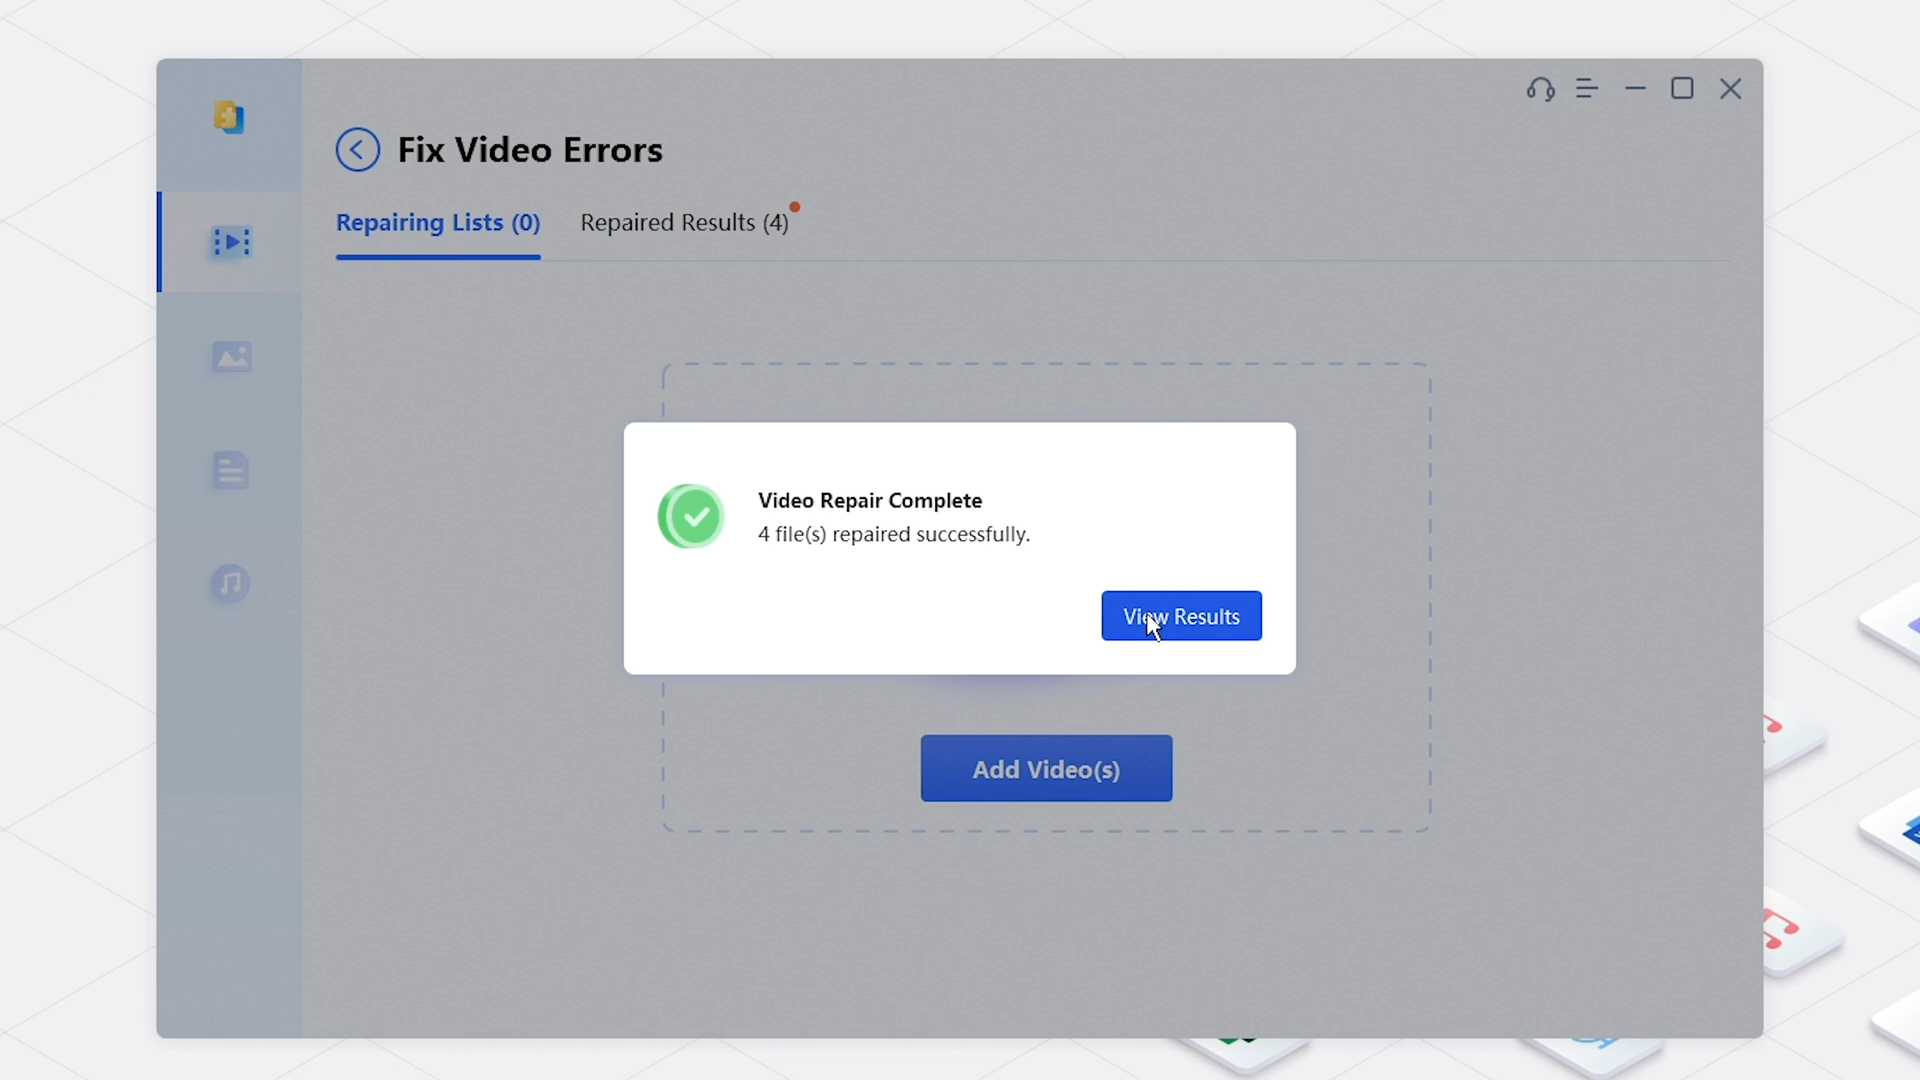 Fix Video Errors
Repairing Lists (0)
Repaired Results (4)
Video Repair Complete
4 file(s) repaired successfully.
View Results
Add Video(s)